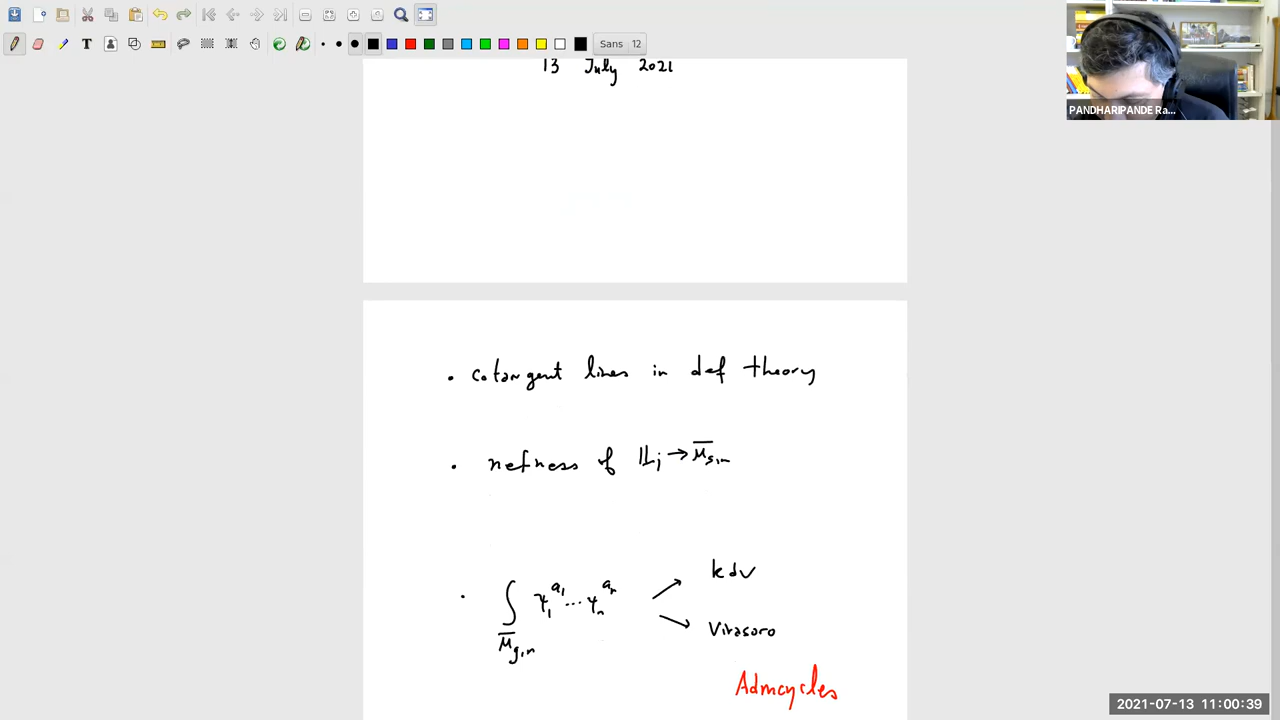 Sans 12
13 July 2021
PANDHARIPANDE Ra...
• cotangent lines in def theory
• nefness of 𝕃ᵢ → M̅_{g,n}
• ∫_{M̅_{g,n}} ψ₁^{a₁} ... ψₙ^{aₙ}
kdV
Virasoro
Admcycles
2021-07-13 11:00:39